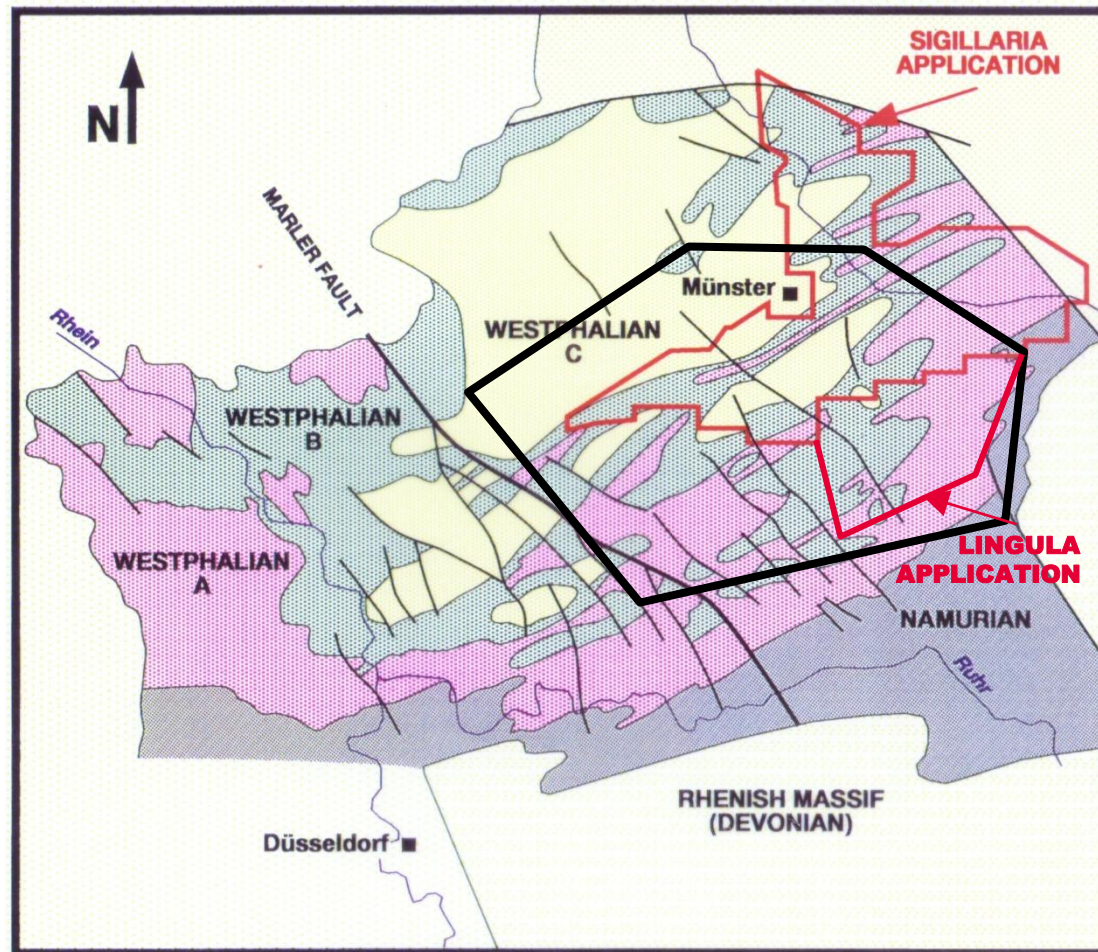 SIGILLARIA
APPLICATION
N
MARLER FAULT
Münster
Rhein
WESTPHALIAN
C
WESTPHALIAN
B
WESTPHALIAN
A
LINGULA
APPLICATION
NAMURIAN
Ruhr
RHENISH MASSIF
(DEVONIAN)
Düsseldorf